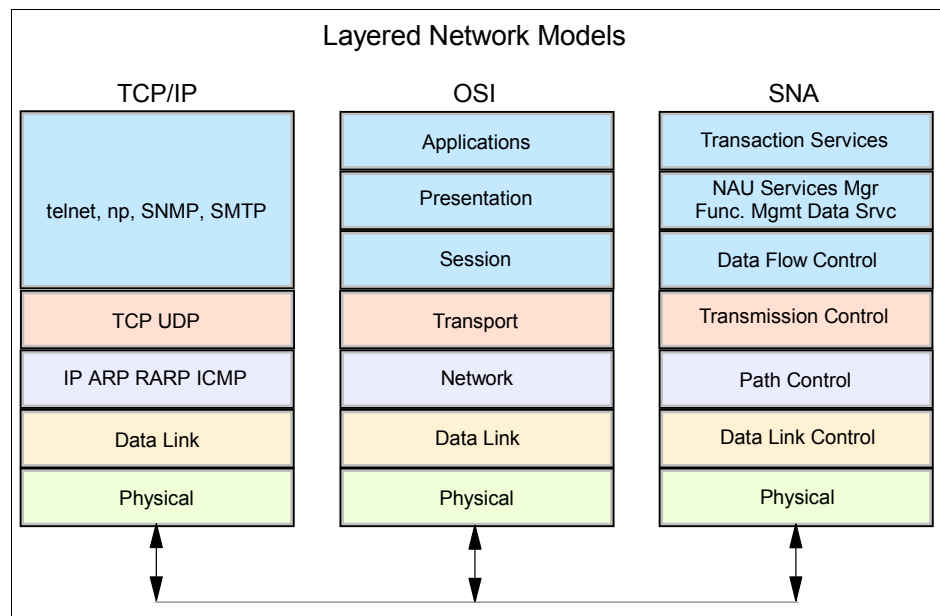 Layered Network Models
TCP/IP
telnet, np, SNMP, SMTP
TCP UDP
IP ARP RARP ICMP
Data Link
Physical
OSI
Applications
Presentation
Session
Transport
Network
Data Link
Physical
SNA
Transaction Services
NAU Services Mgr
Func. Mgmt Data Srvc
Data Flow Control
Transmission Control
Path Control
Data Link Control
Physical